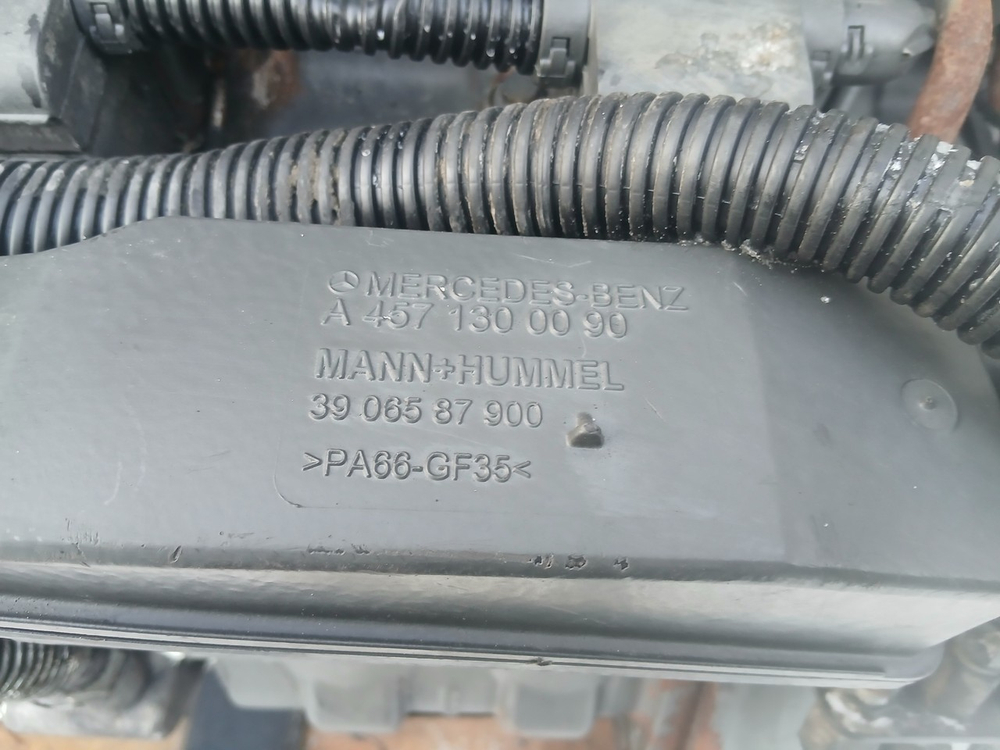 MERCEDES-BENZ
A 457 130 00 90
MANN+HUMMEL
39 065 87 900
>PA66-GF35<